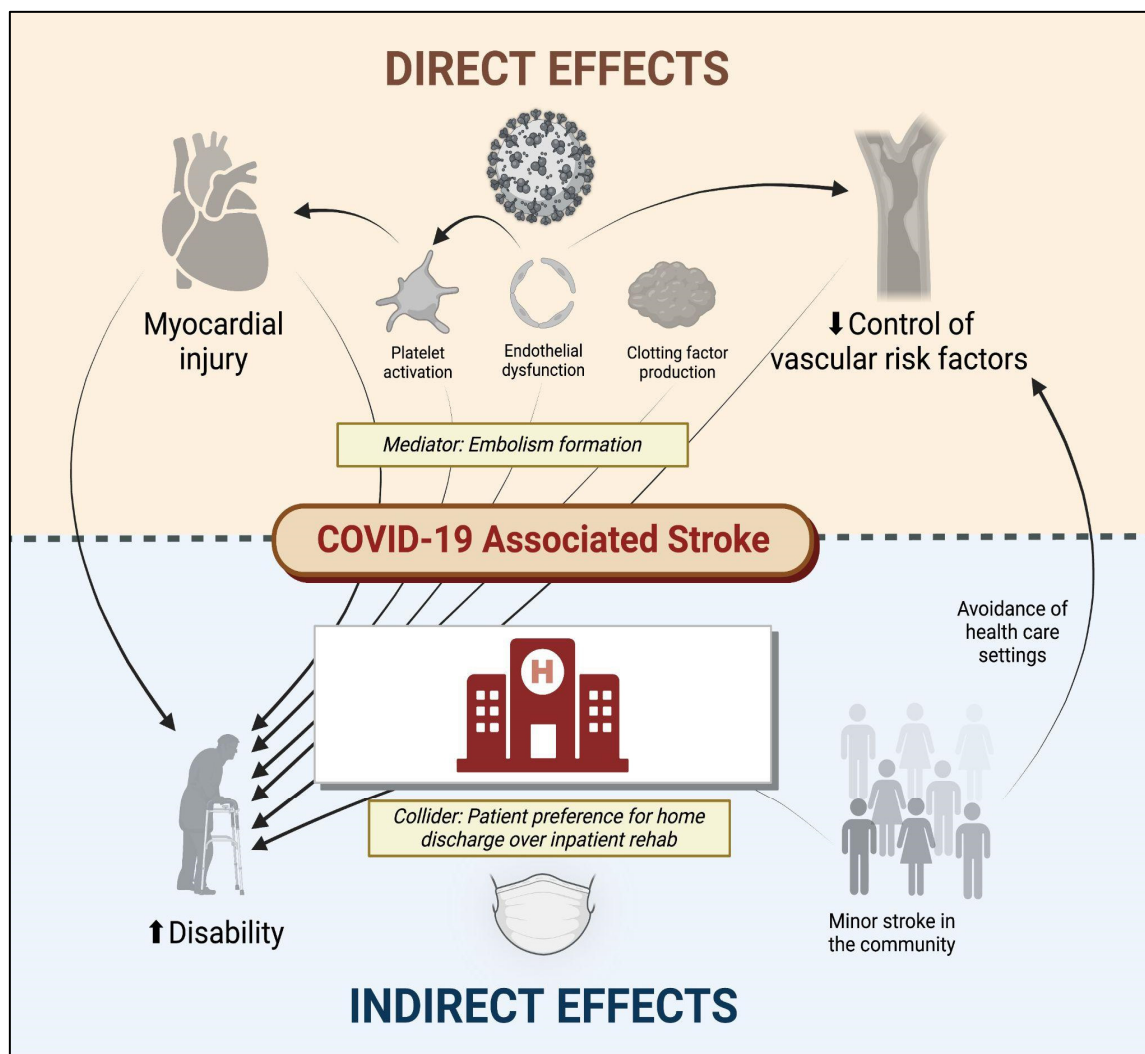 DIRECT EFFECTS
Myocardial
injury
Platelet
activation
Endothelial
dysfunction
Clotting factor
production
⬇Control of
vascular risk factors
Mediator: Embolism formation
COVID-19 Associated Stroke
Avoidance of
health care
settings
H
Collider: Patient preference for home
discharge over inpatient rehab
⬆Disability
Minor stroke in
the community
INDIRECT EFFECTS